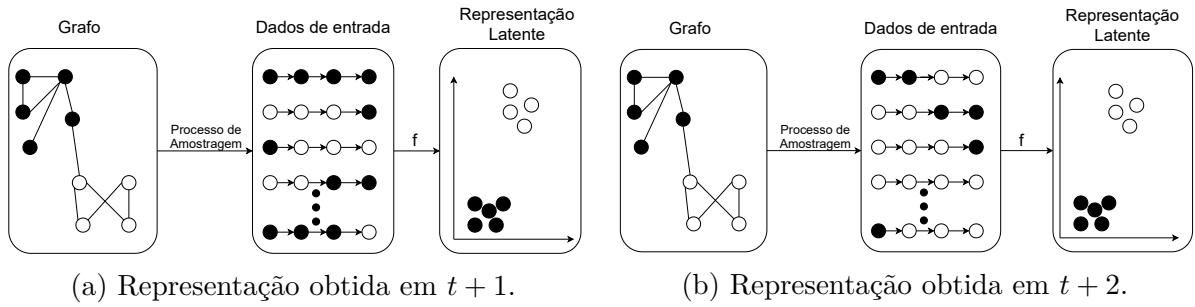 Grafo
Dados de entrada
Representação
Latente
Processo de
Amostragem
f
(a) Representação obtida em t + 1.
Grafo
Dados de entrada
Representação
Latente
Processo de
Amostragem
f
(b) Representação obtida em t + 2.